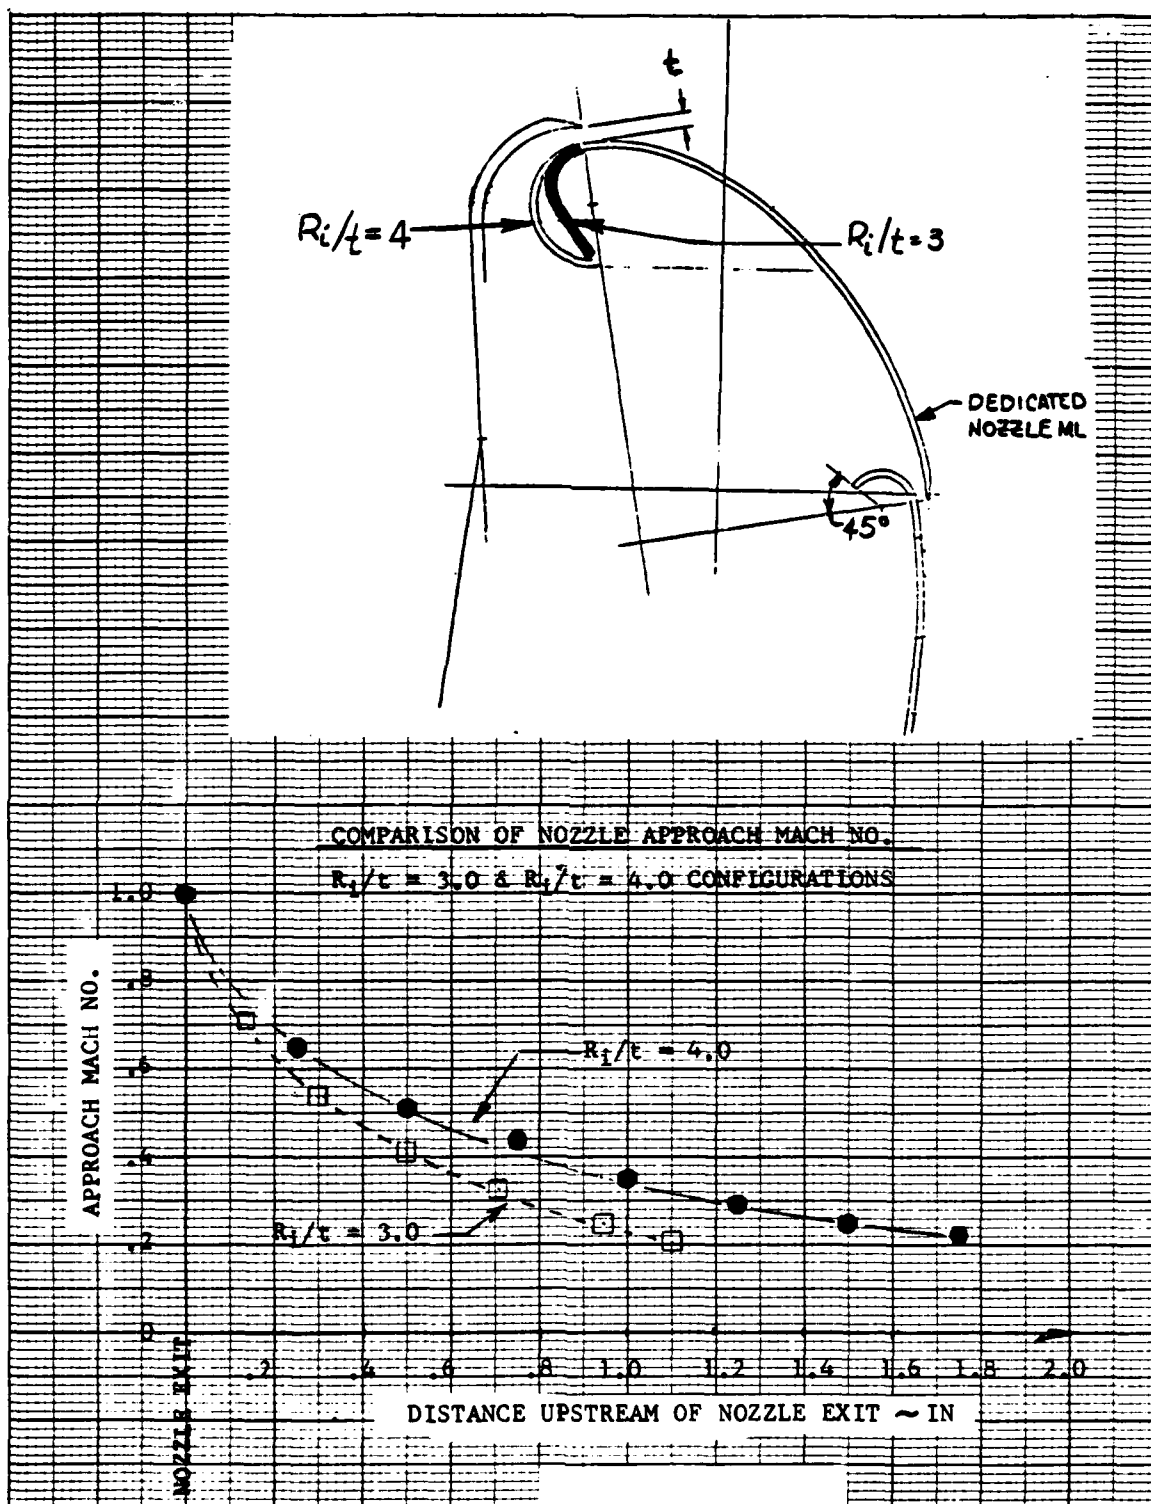 t
Ri/t=4
Ri/t=3
DEDICATED
NOZZLE ML
45°
COMPARISON OF NOZZLE APPROACH MACH NO.
Ri/t = 3.0 & Ri/t = 4.0 CONFIGURATIONS
1.0
.8
.6
.4
.2
0
APPROACH MACH NO.
Ri/t = 4.0
Ri/t = 3.0
NOZZLE EXIT
.2 .4 .6 .8 1.0 1.2 1.4 1.6 1.8 2.0
DISTANCE UPSTREAM OF NOZZLE EXIT ~ IN